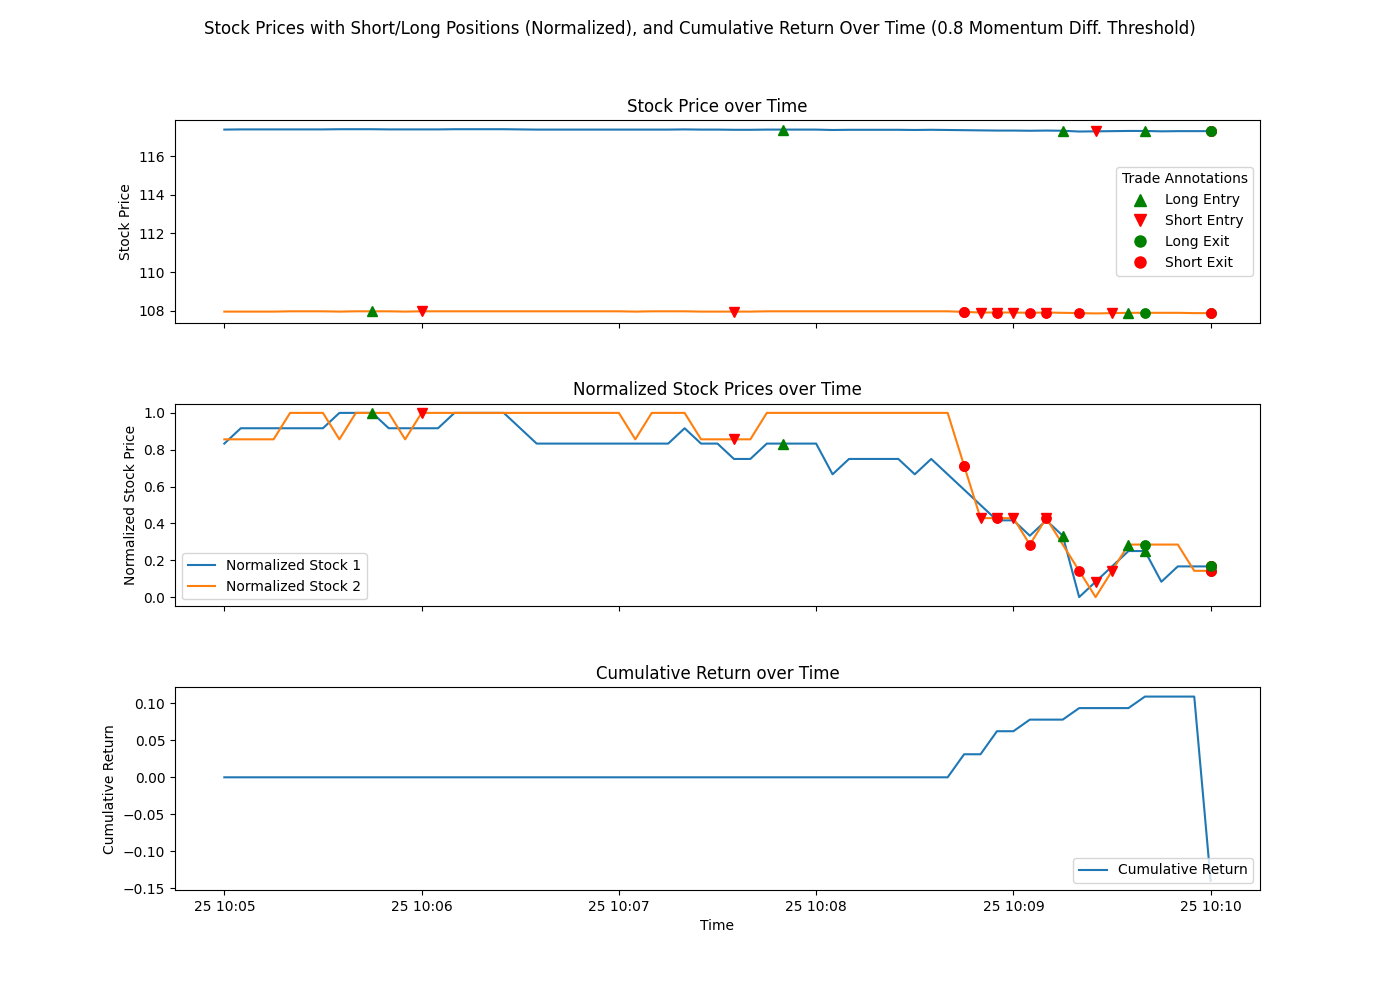 Stock Prices with Short/Long Positions (Normalized), and Cumulative Return Over Time (0.8 Momentum Diff. Threshold)
Stock Price over Time
Stock Price
116
114
112
110
108
Trade Annotations
Long Entry
Short Entry
Long Exit
Short Exit
Normalized Stock Prices over Time
Normalized Stock Price
1.0
0.8
0.6
0.4
0.2
0.0
Normalized Stock 1
Normalized Stock 2
Cumulative Return over Time
Cumulative Return
0.10
0.05
0.00
−0.05
−0.10
−0.15
Cumulative Return
25 10:05
25 10:06
25 10:07
25 10:08
25 10:09
25 10:10
Time